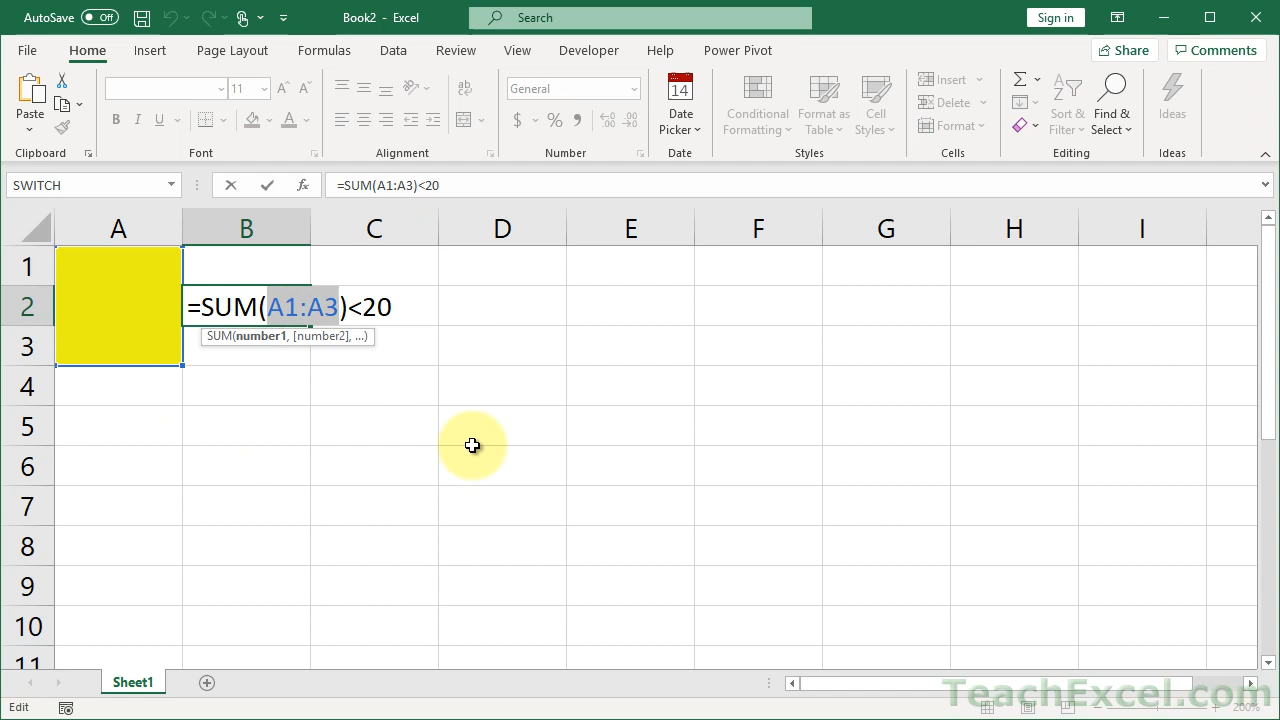 AutoSave Off Book2 - Excel Search Sign in
File Home Insert Page Layout Formulas Data Review View Developer Help Power Pivot Share Comments
Paste
B I U
11
General
$ % ,
14
Date
Picker
Conditional
Formatting
Format as
Table
Cell
Styles
Insert
Delete
Format
Sort &
Filter
Find &
Select
Ideas
Clipboard Font Alignment Number Date Styles Cells Editing Ideas
SWITCH fx =SUM(A1:A3)<20
A B C D E F G H I
1
2 =SUM(A1:A3)<20
SUM(number1, [number2], ...)
3
4
5
6
7
8
9
10
11
Sheet1
TeachExcel.com
Edit 200%